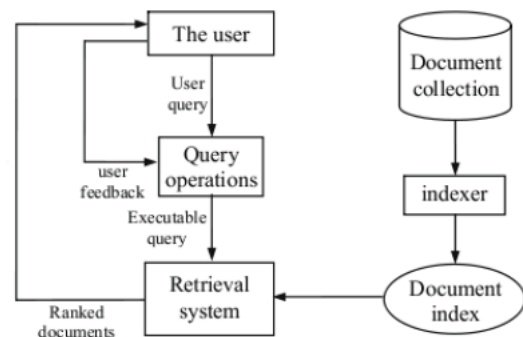 The user
User
query
user
feedback
Query
operations
Executable
query
Retrieval
system
Ranked
documents
Document
collection
indexer
Document
index